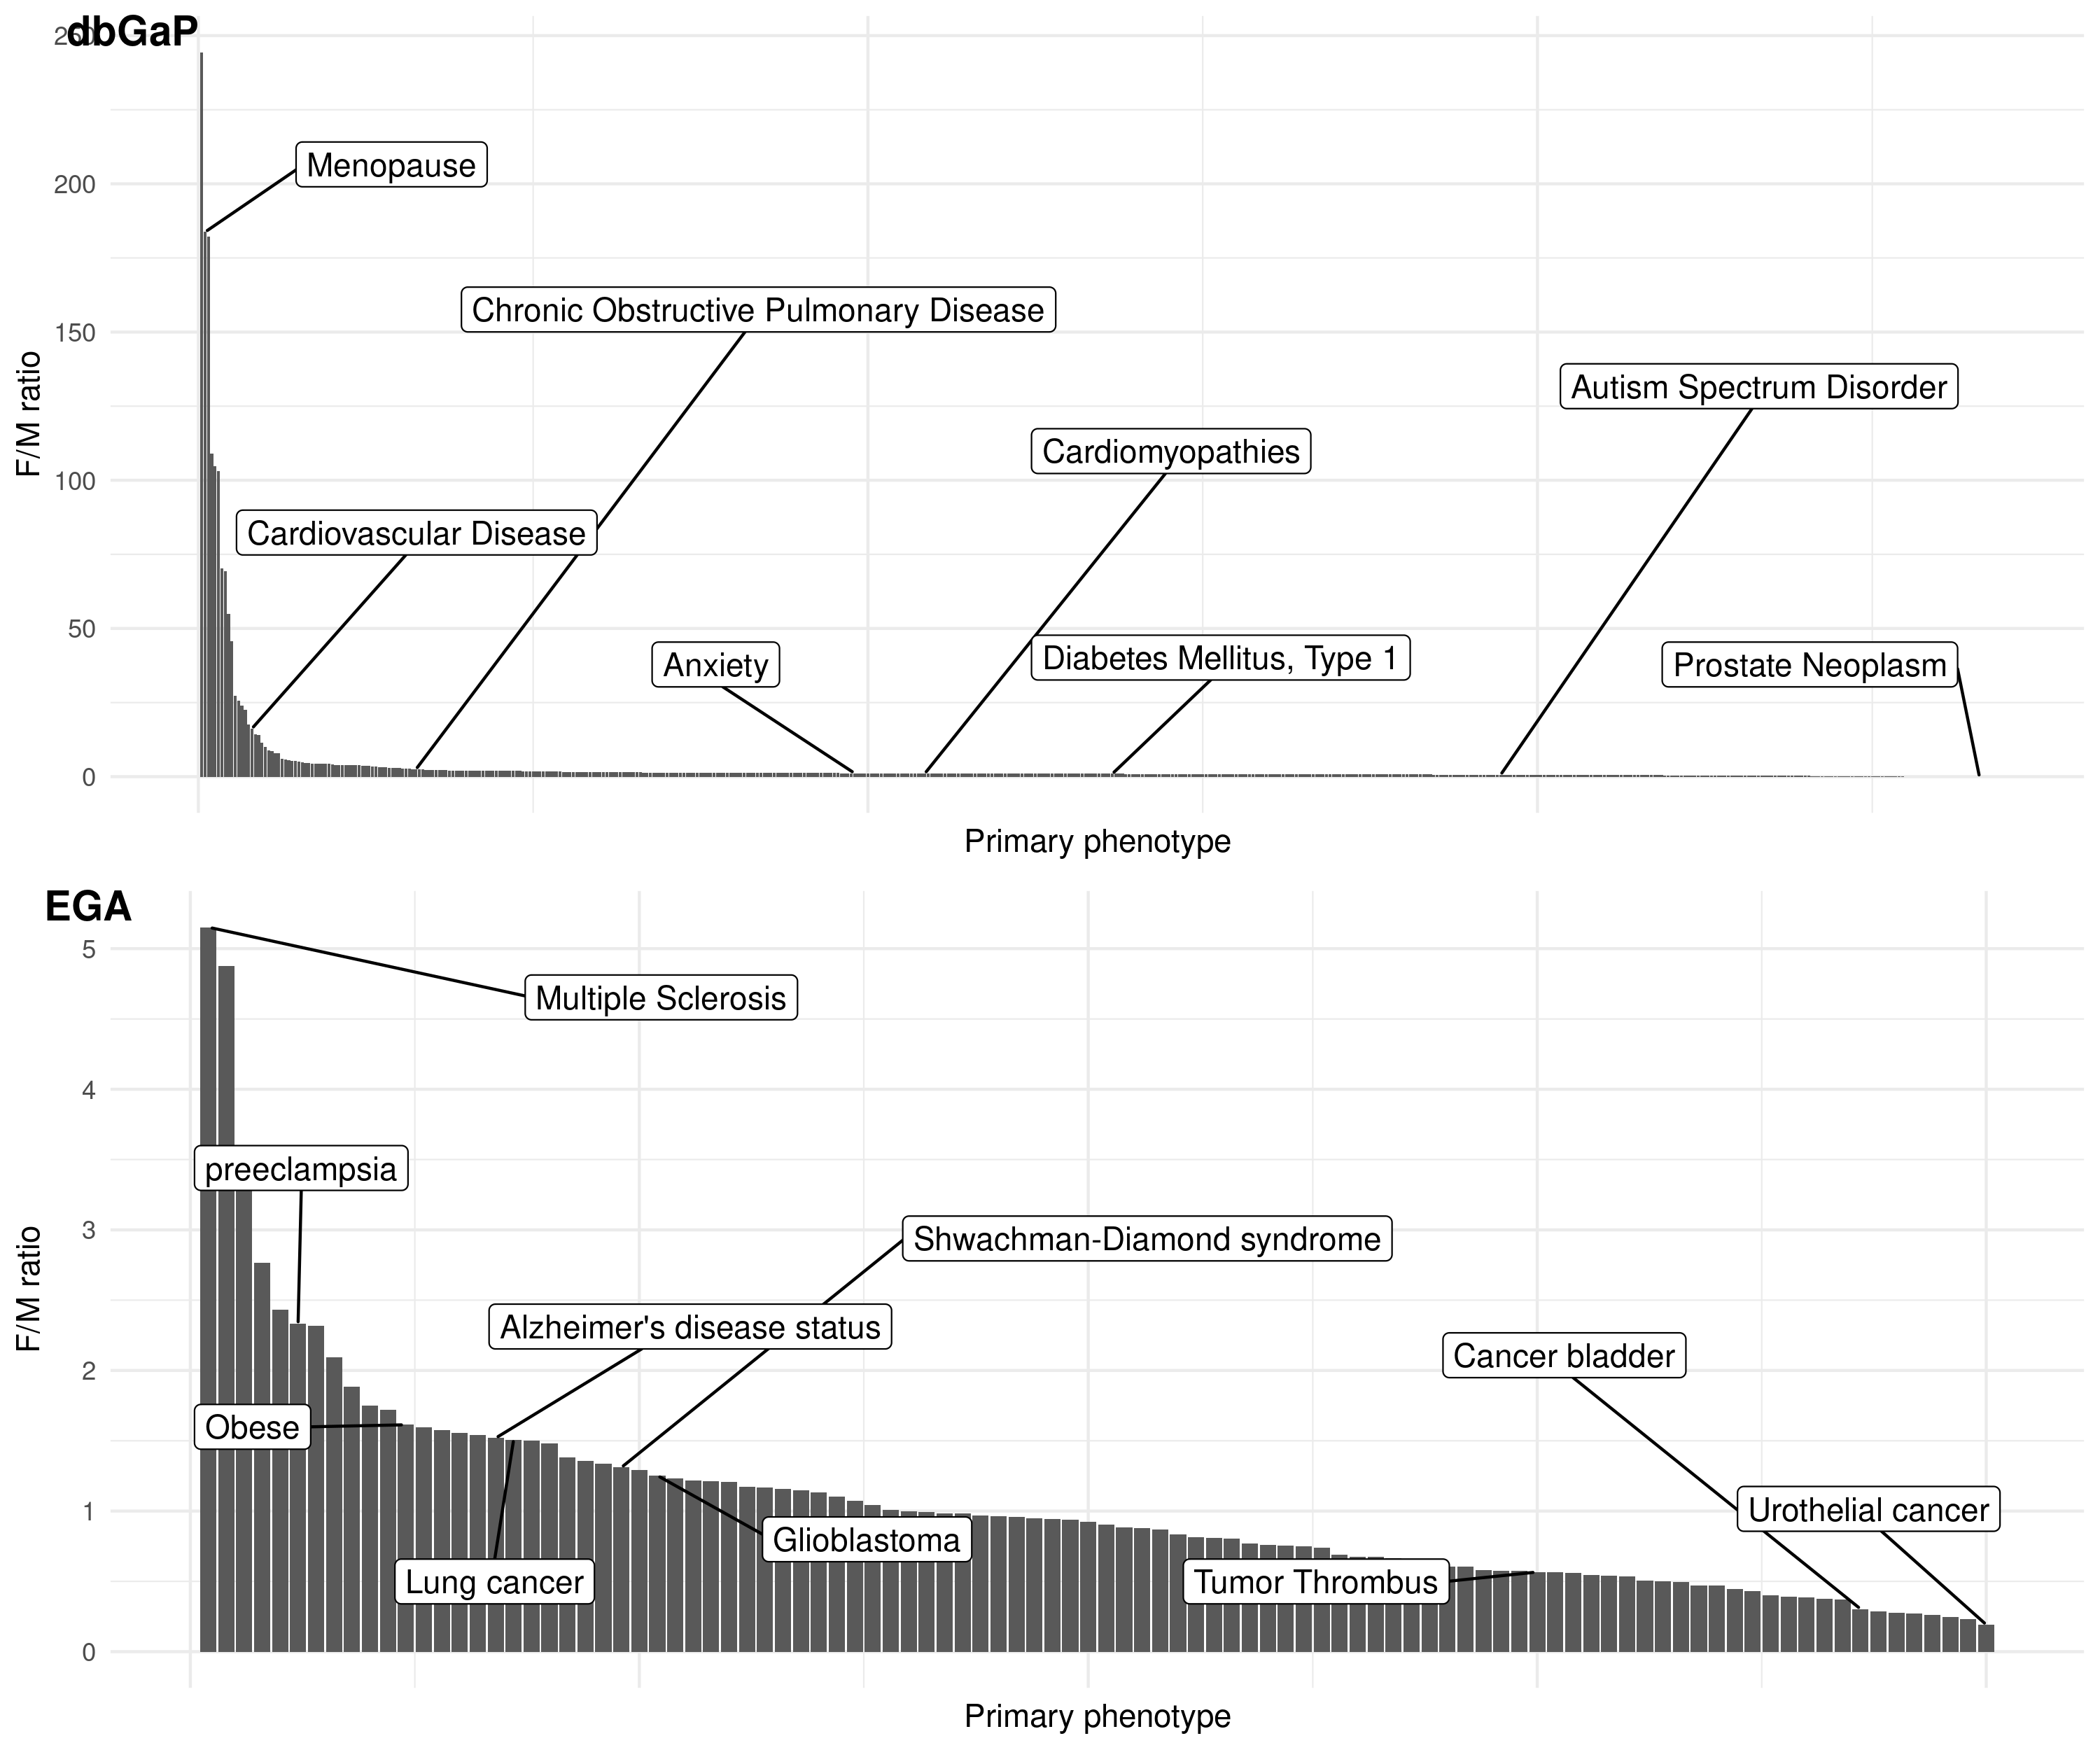 dbGaP
250
Menopause
200
Chronic Obstructive Pulmonary Disease
150
Autism Spectrum Disorder
F/M ratio
Cardiomyopathies
100
Cardiovascular Disease
50
Anxiety
Diabetes Mellitus, Type 1
Prostate Neoplasm
0
Primary phenotype
EGA
5
Multiple Sclerosis
4
preeclampsia
3
Shwachman-Diamond syndrome
F/M ratio
Alzheimer's disease status
Cancer bladder
2
Obese
1
Urothelial cancer
Glioblastoma
Lung cancer
Tumor Thrombus
0
Primary phenotype